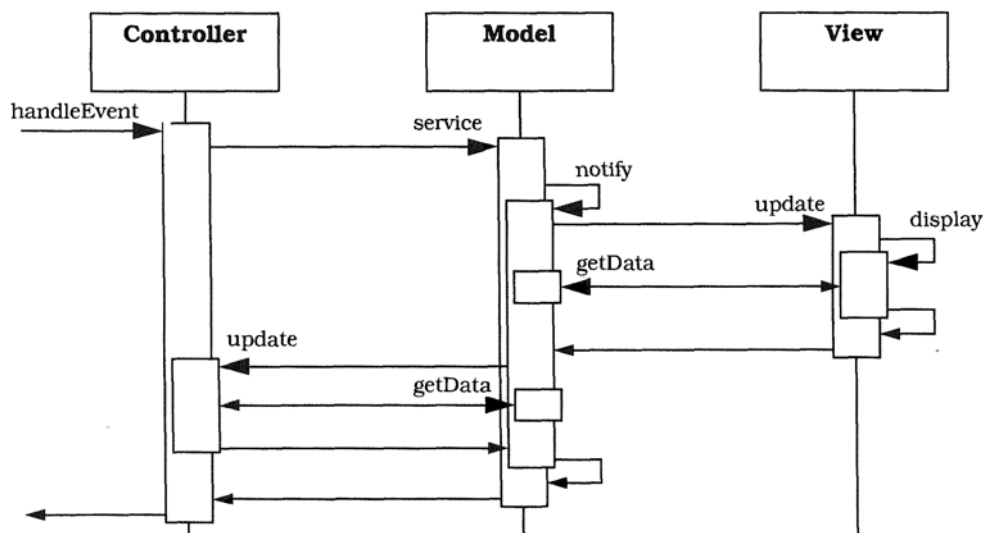 Controller
Model
View
handleEvent
service
notify
update
display
getData
update
getData